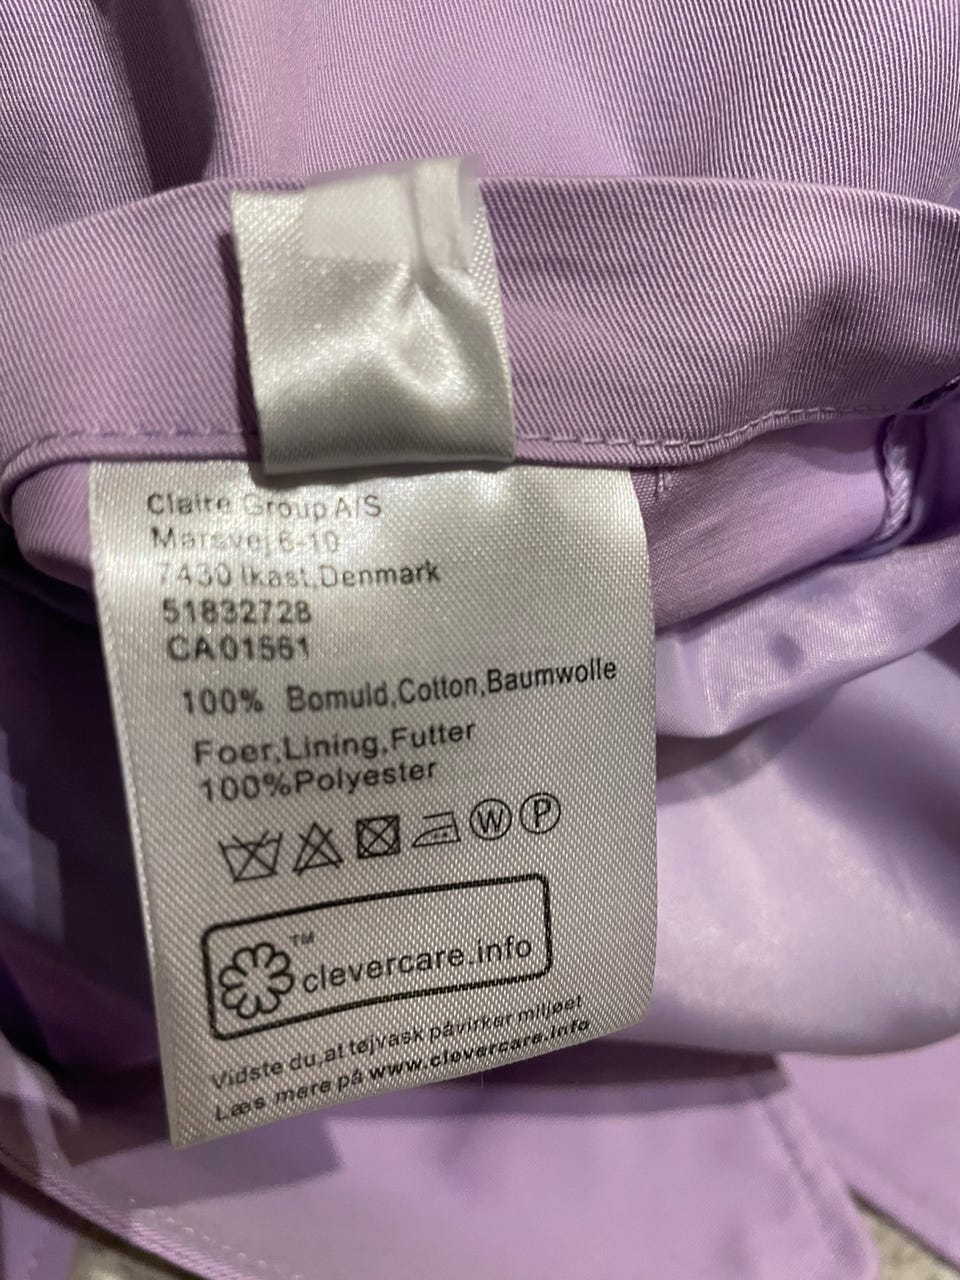 Claire Group A/S
Marsvej 6-10
7430 Ikast,Denmark
51832728
CA01561
100% Bomuld,Cotton,Baumwolle
Foer,Lining,Futter
100%Polyester
W P
TM
clevercare.info
Vidste du,at tøjvask påvirker miljøet
Læs mere på www.clevercare.info